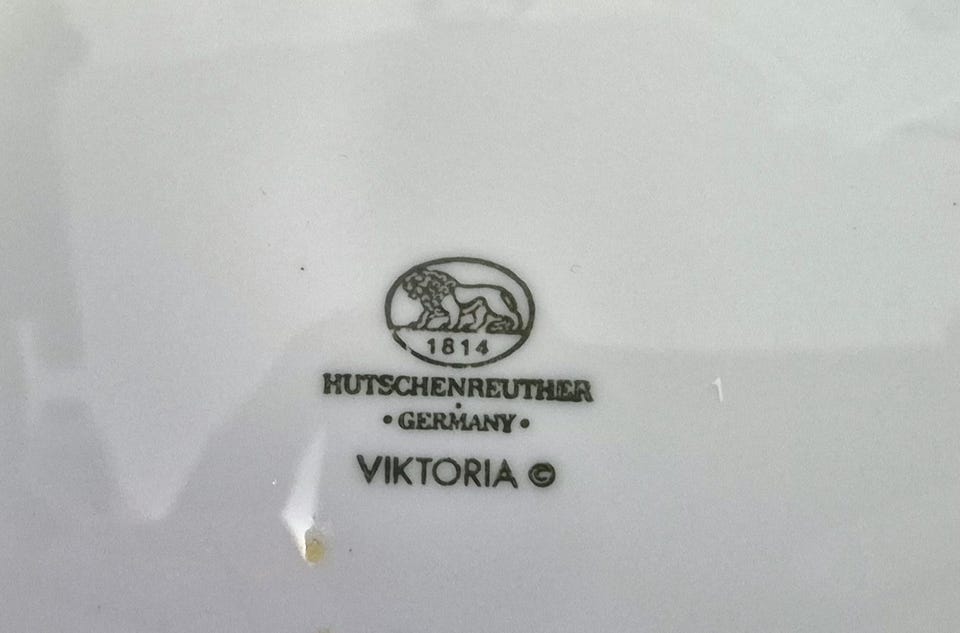 1814
HUTSCHENREUTHER
• GERMANY •
VIKTORIA ©